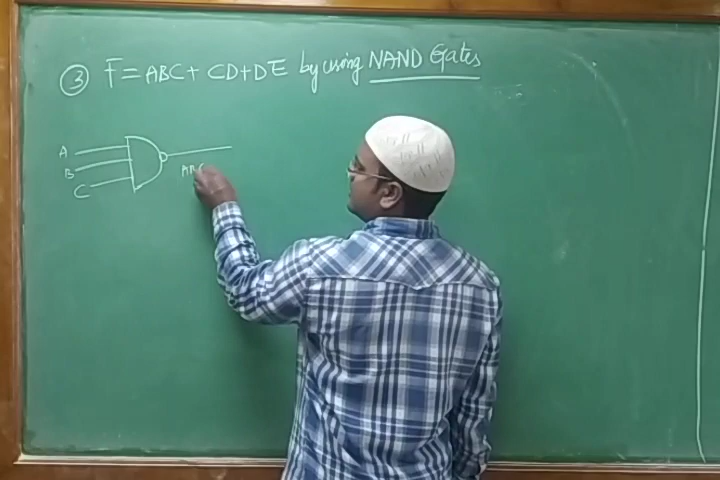 ③ F = ABC + CD + DE by using NAND Gates
A
B
C
ABC